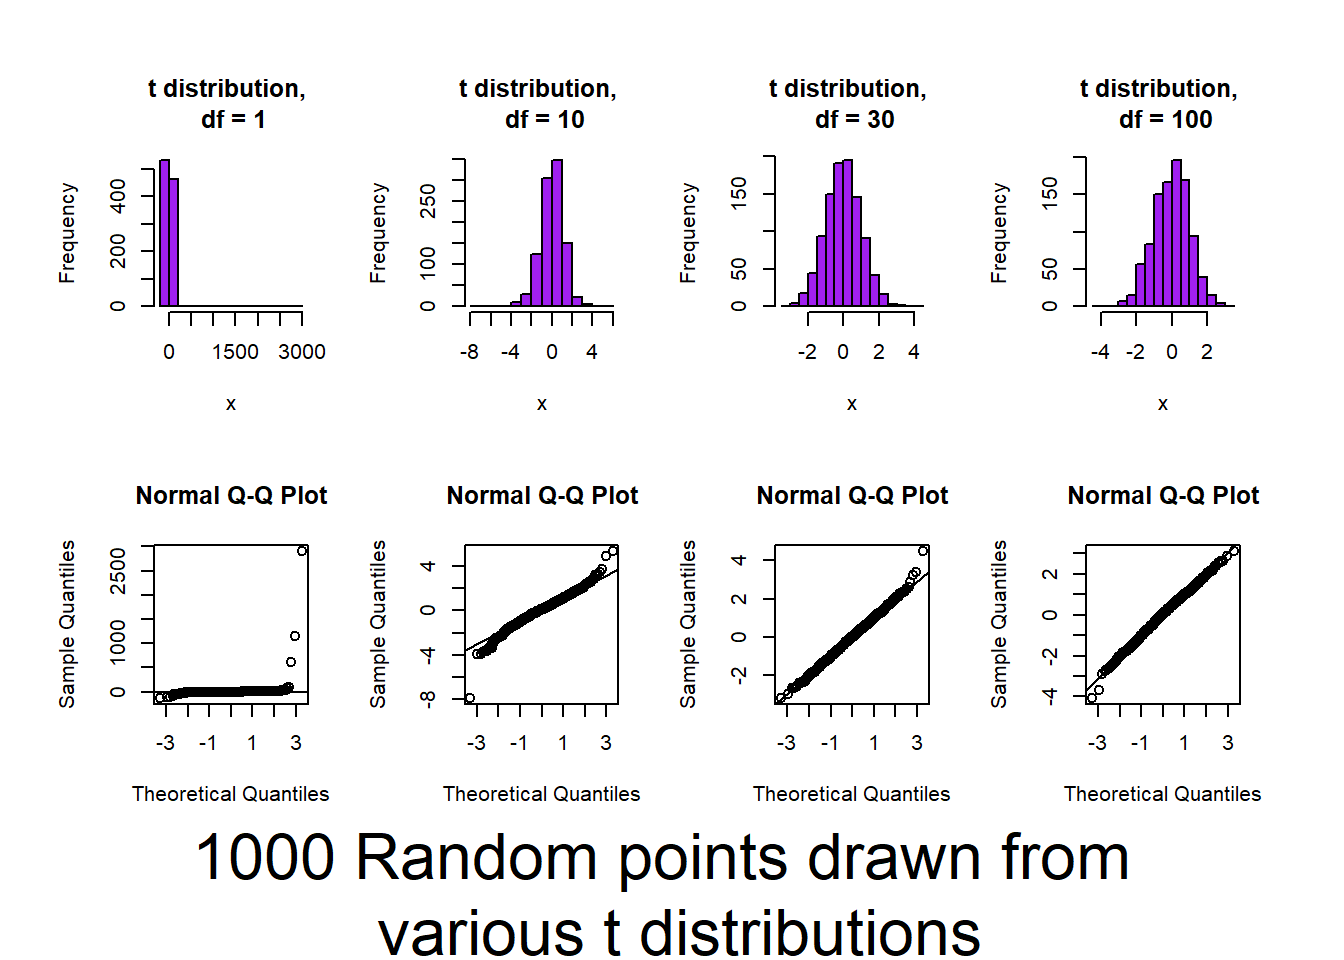 t distribution,
df = 1
t distribution,
df = 10
t distribution,
df = 30
t distribution,
df = 100
Frequency
0 200 400
0 1500 3000
x
Frequency
0 100 250
-8 -4 0 4
x
Frequency
0 50 150
-2 0 2 4
x
Frequency
0 50 150
-4 -2 0 2
x
Normal Q-Q Plot
Sample Quantiles
0 1000 2500
-3 -1 1 3
Theoretical Quantiles
Normal Q-Q Plot
Sample Quantiles
-8 -4 0 4
-3 -1 1 3
Theoretical Quantiles
Normal Q-Q Plot
Sample Quantiles
-2 0 2 4
-3 -1 1 3
Theoretical Quantiles
Normal Q-Q Plot
Sample Quantiles
-4 -2 0 2
-3 -1 1 3
Theoretical Quantiles
1000 Random points drawn from
various t distributions